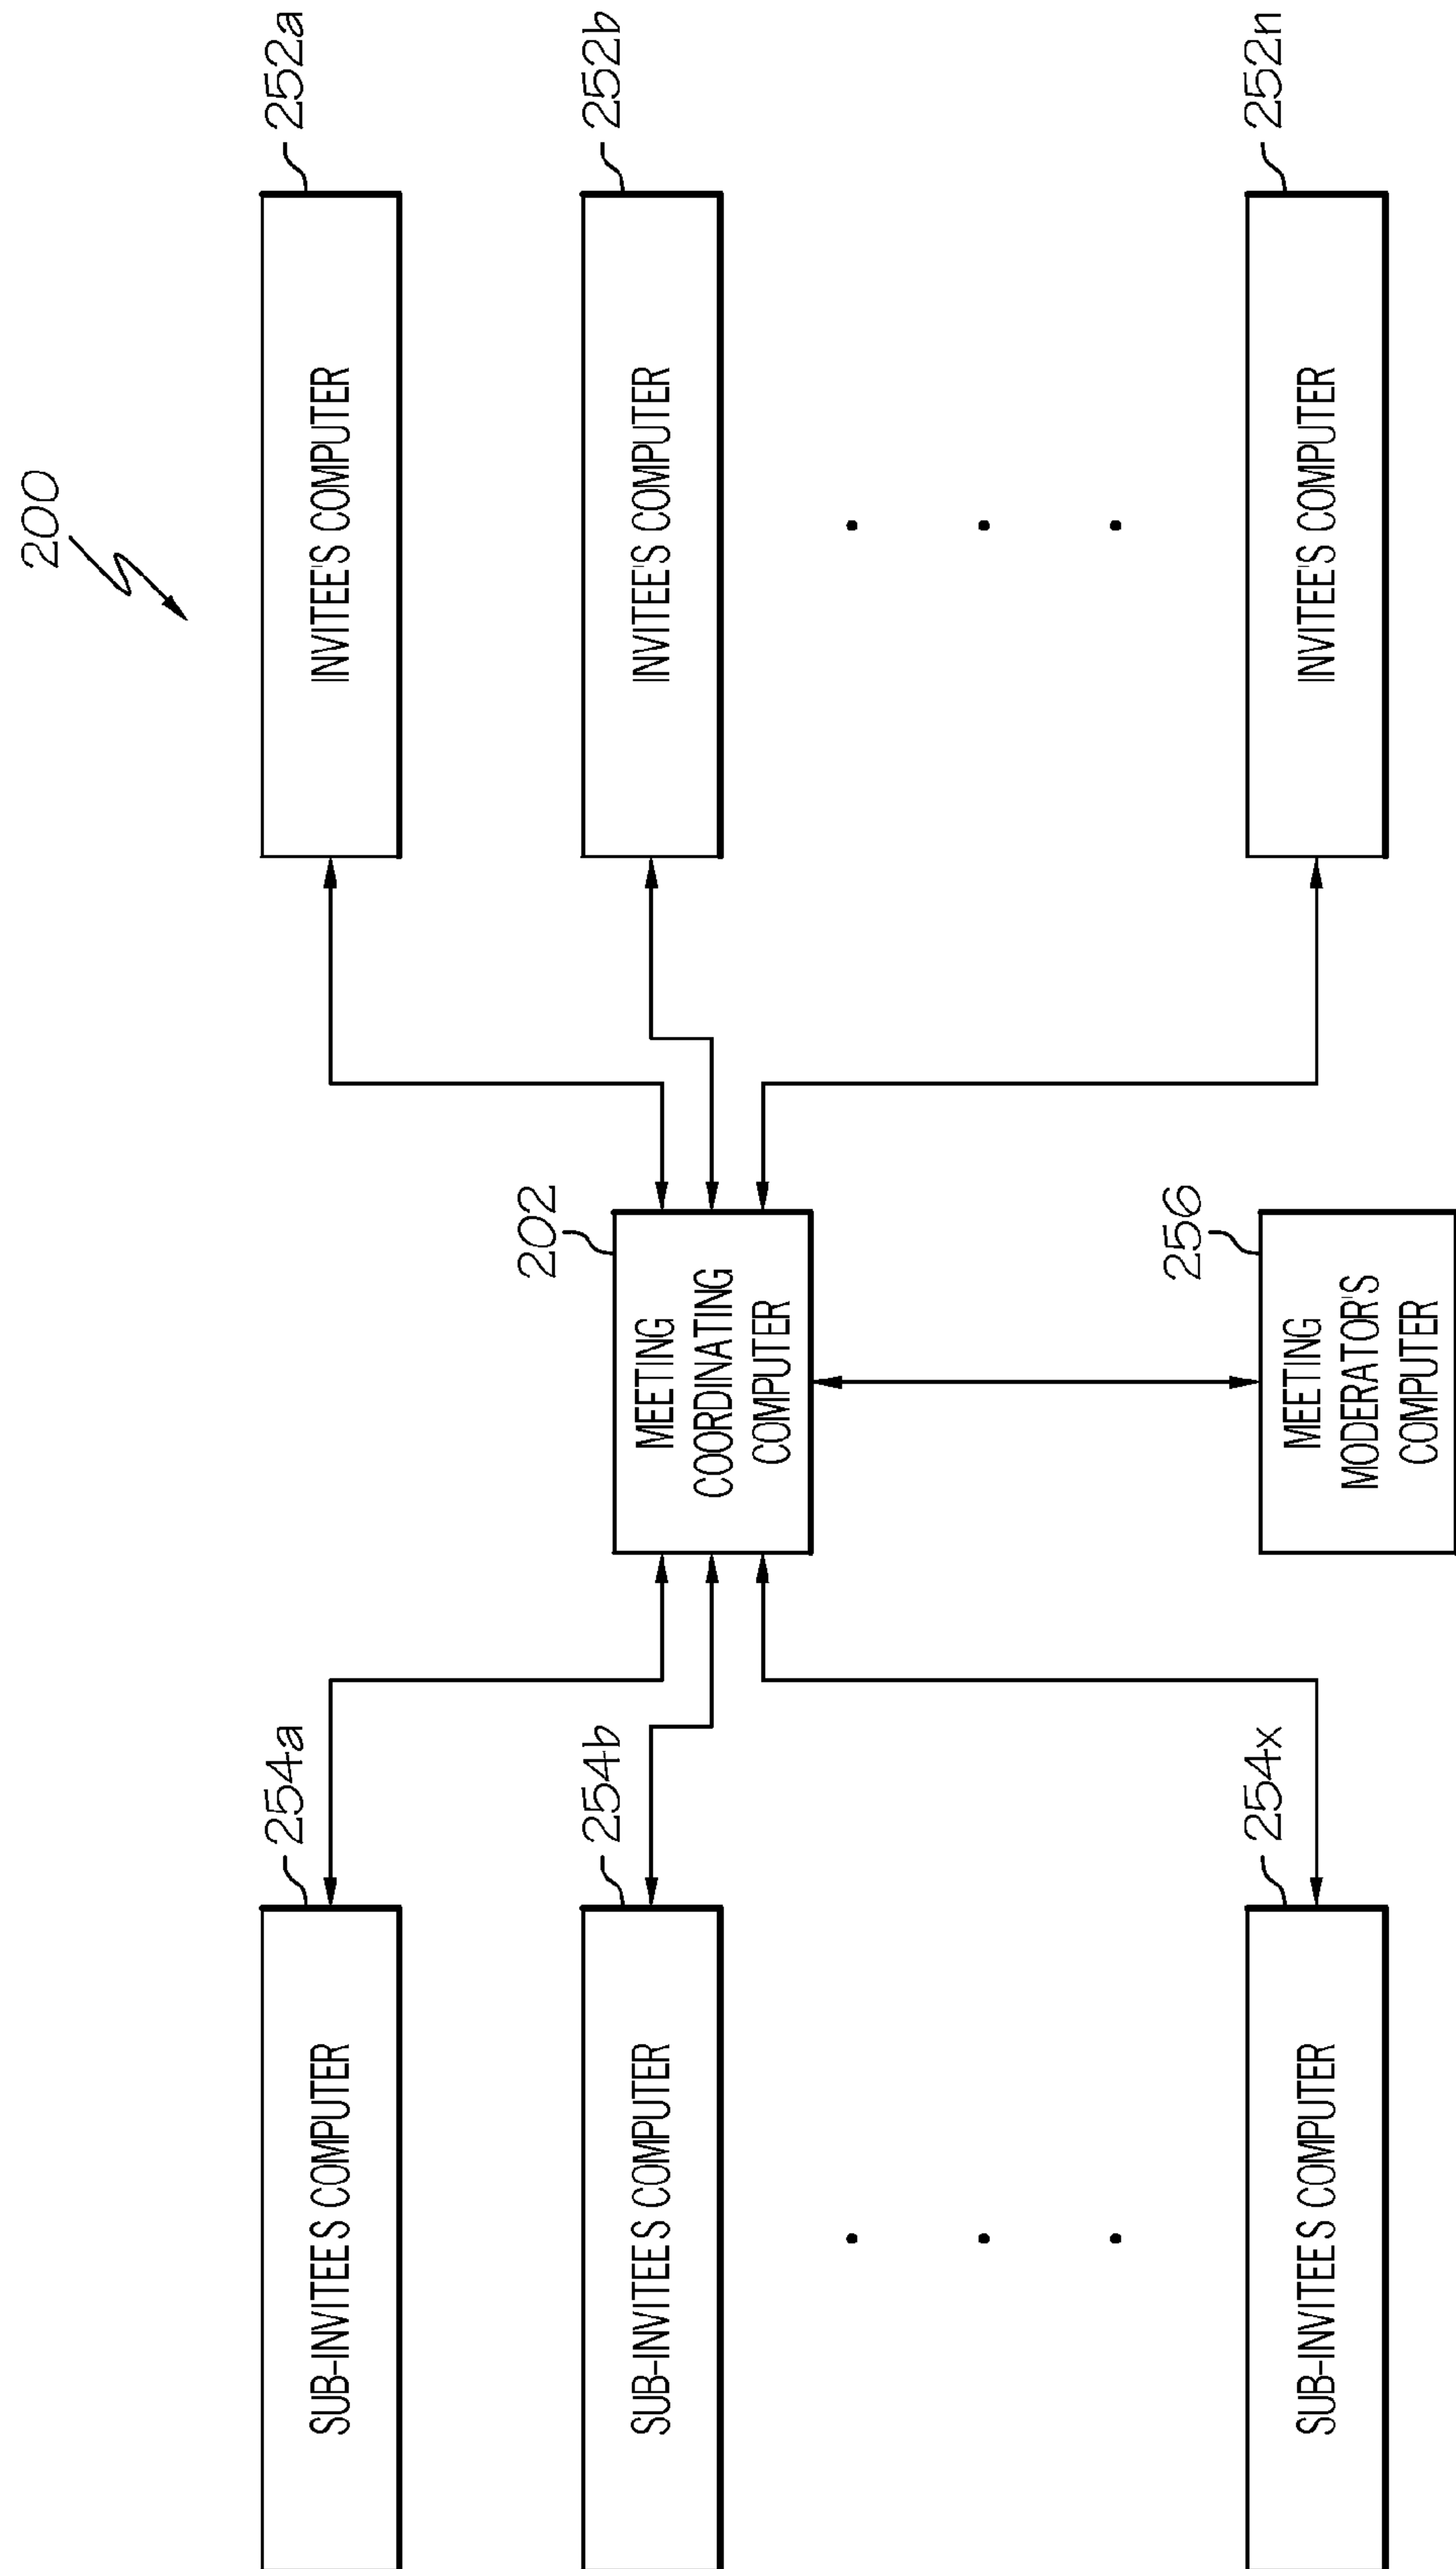 200
254a
SUB-INVITEE'S COMPUTER
252a
INVITEE'S COMPUTER
254b
SUB-INVITEE'S COMPUTER
202
MEETING
COORDINATING
COMPUTER
252b
INVITEE'S COMPUTER
254x
SUB-INVITEE'S COMPUTER
256
MEETING
MODERATOR'S
COMPUTER
252n
INVITEE'S COMPUTER